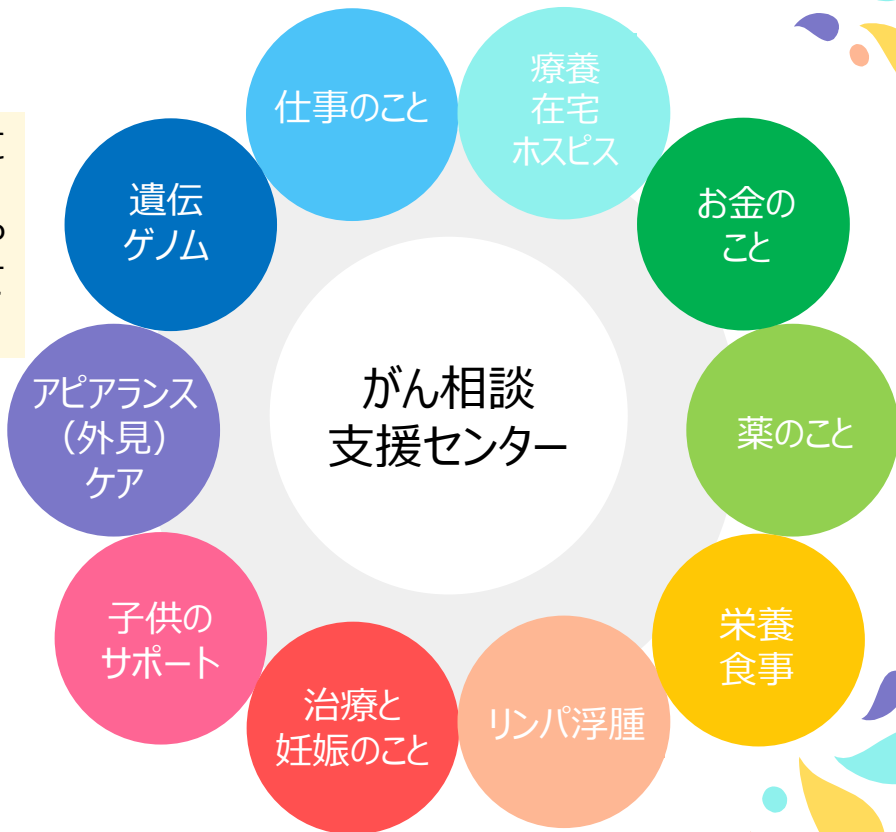 がん相談
支援センター
仕事のこと
療養
在宅
ホスピス
お金の
こと
薬のこと
栄養
食事
リンパ浮腫
治療と
妊娠のこと
子供の
サポート
アピアランス
（外見）
ケア
遺伝
ゲノム